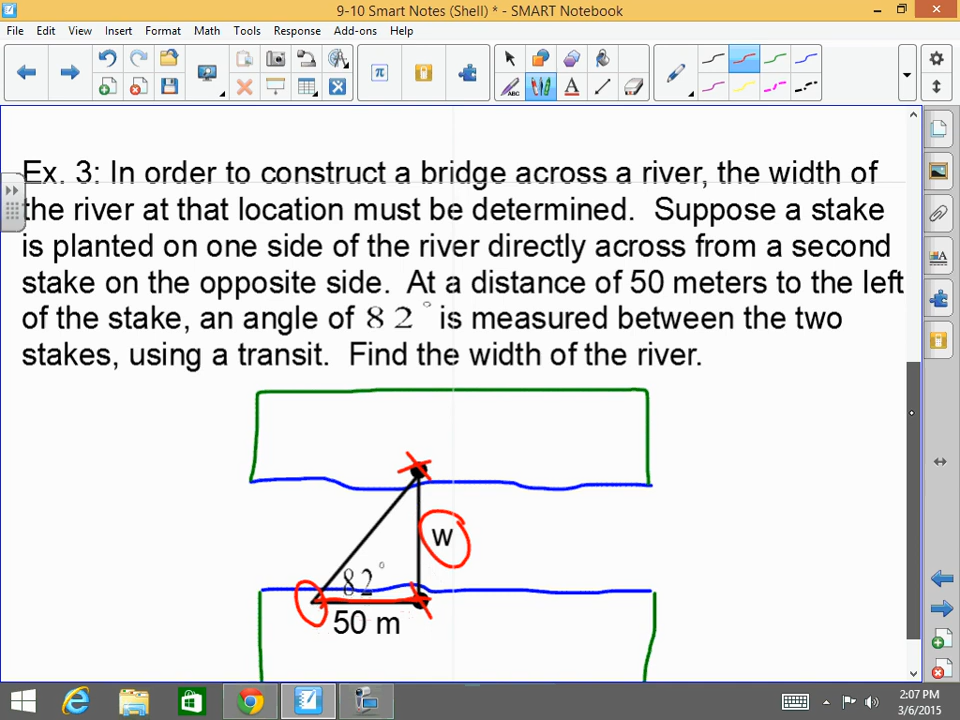 9-10 Smart Notes (Shell) * - SMART Notebook
File Edit View Insert Format Math Tools Response Add-ons Help
π
ABC A
Ex. 3: In order to construct a bridge across a river, the width of
the river at that location must be determined. Suppose a stake
is planted on one side of the river directly across from a second
stake on the opposite side. At a distance of 50 meters to the left
of the stake, an angle of 82° is measured between the two
stakes, using a transit. Find the width of the river.
w
82°
50 m
2:07 PM
3/6/2015